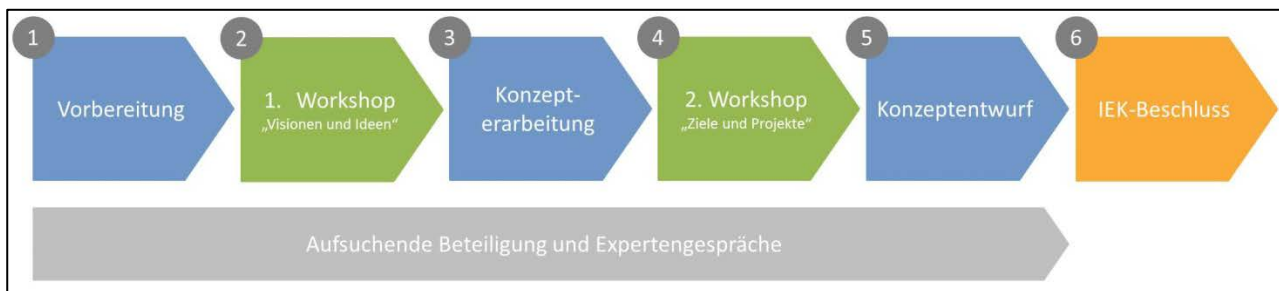 1
Vorbereitung
2
1. Workshop
„Visionen und Ideen“
3
Konzept-
erarbeitung
4
2. Workshop
„Ziele und Projekte“
5
Konzeptentwurf
6
IEK-Beschluss
Aufsuchende Beteiligung und Expertengespräche